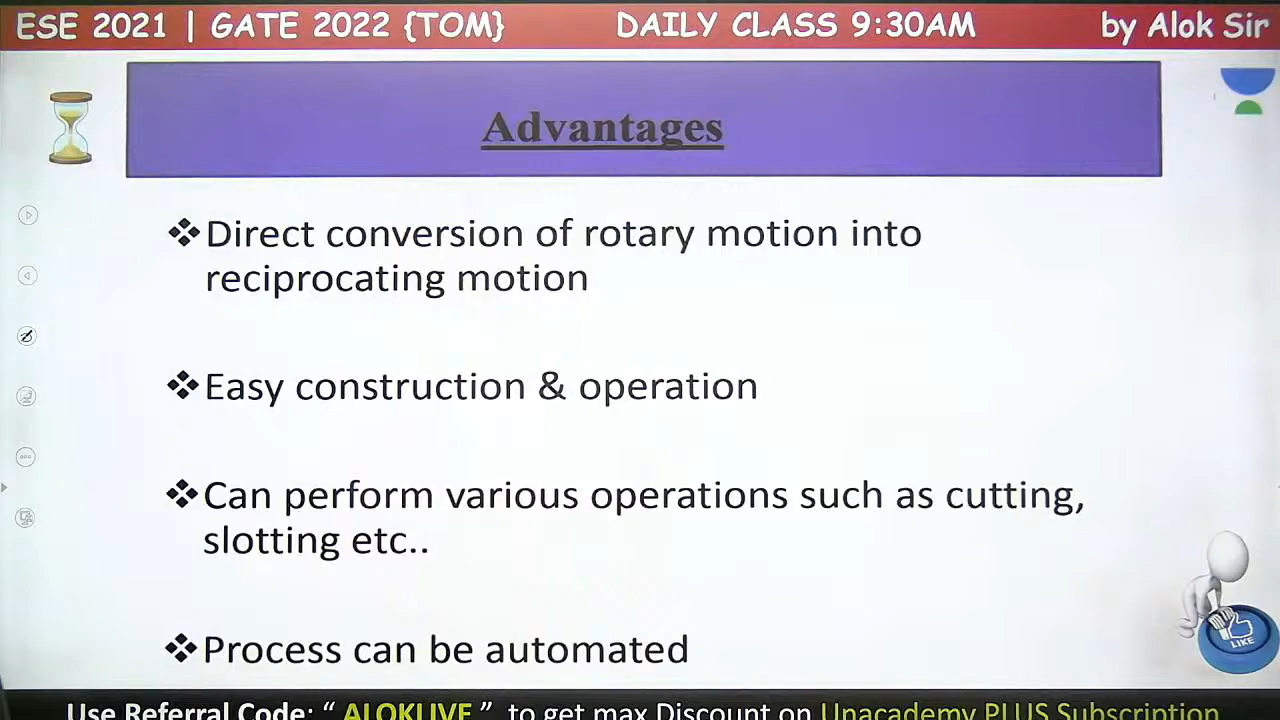 ESE 2021 | GATE 2022 {TOM} DAILY CLASS 9:30AM by Alok Sir
Advantages
❖Direct conversion of rotary motion into
reciprocating motion
❖Easy construction & operation
❖Can perform various operations such as cutting,
slotting etc..
❖Process can be automated
LIKE
Use Referral Code: “ ALOKLIVE ” to get max Discount on Unacademy PLUS Subscription